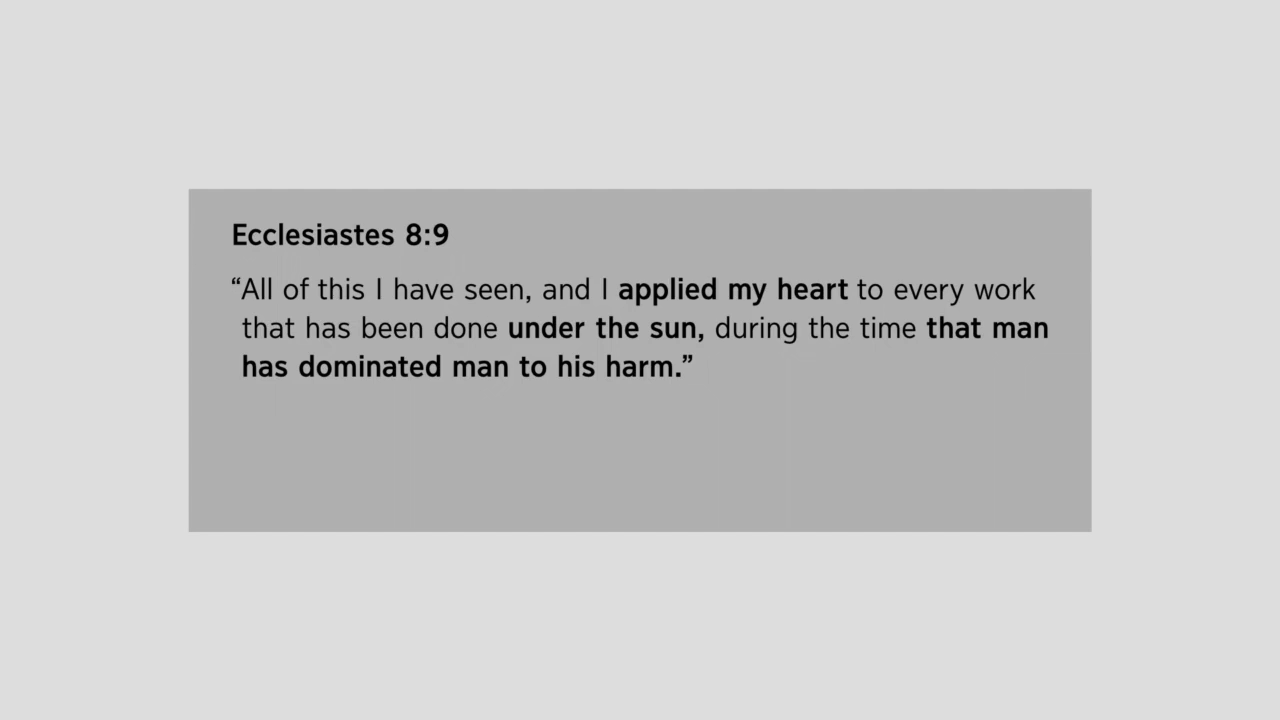 Ecclesiastes 8:9
“All of this I have seen, and I applied my heart to every work
that has been done under the sun, during the time that man
has dominated man to his harm.”